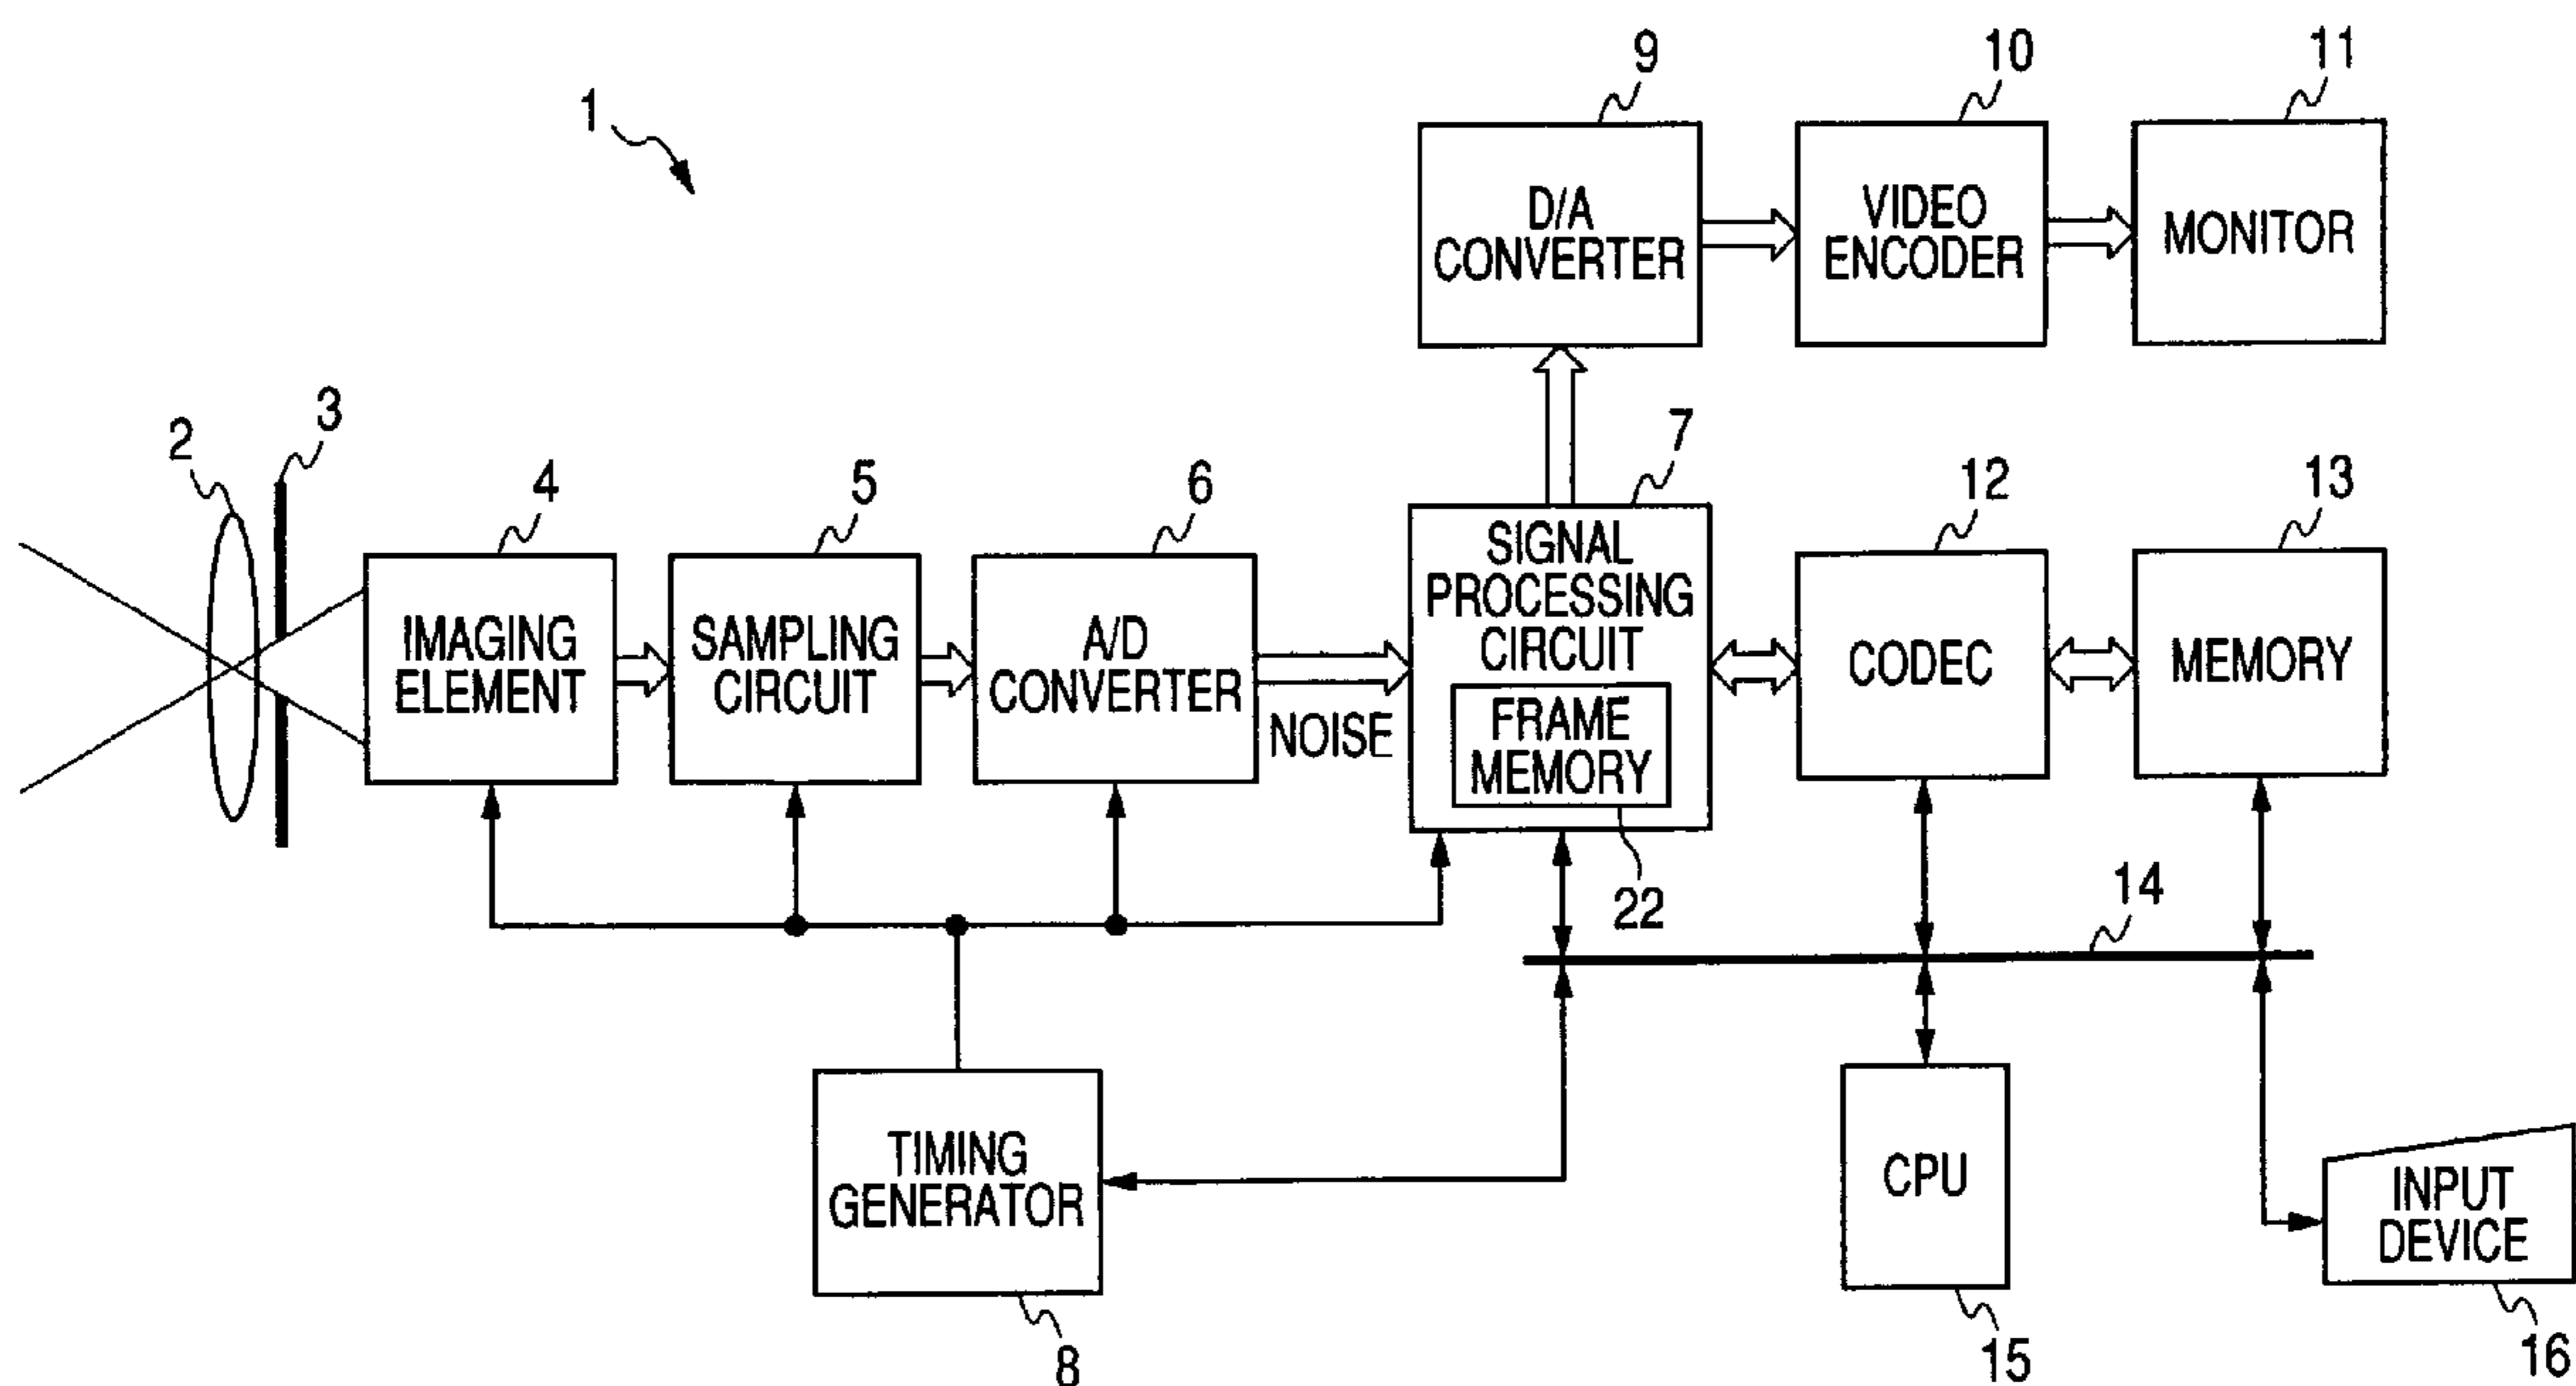 1
9
10
11
D/A
CONVERTER
VIDEO
ENCODER
MONITOR
2
3
4
5
6
7
12
13
IMAGING
ELEMENT
SAMPLING
CIRCUIT
A/D
CONVERTER
NOISE
SIGNAL
PROCESSING
CIRCUIT
FRAME
MEMORY
CODEC
MEMORY
22
14
TIMING
GENERATOR
CPU
INPUT
DEVICE
8
15
16